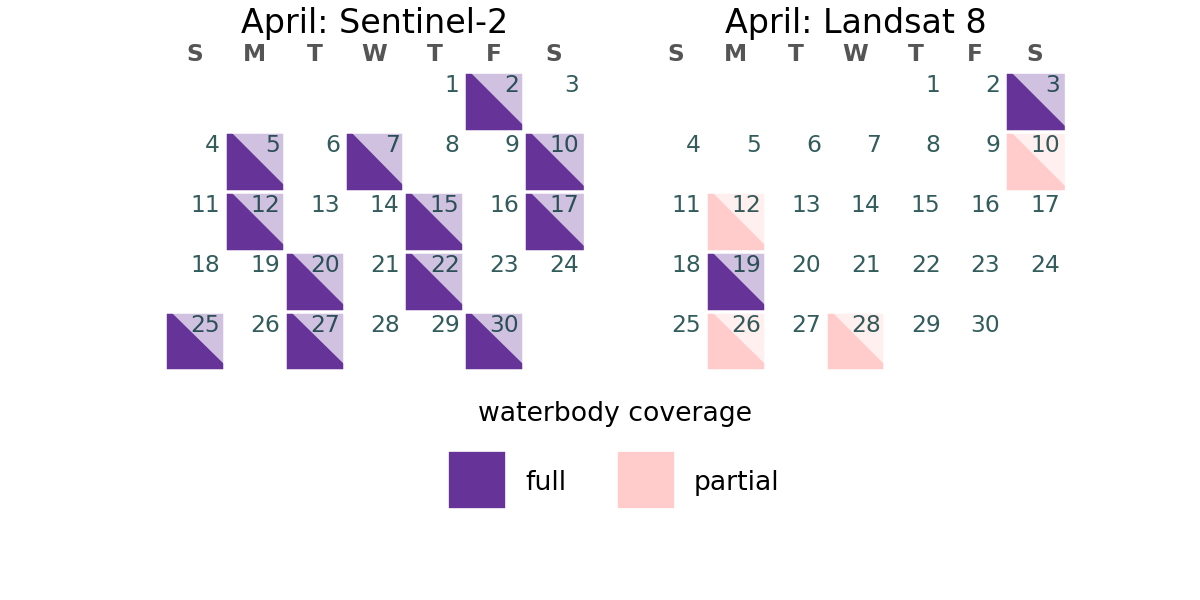 April: Sentinel-2
S M T W T F S
1 2 3
4 5 6 7 8 9 10
11 12 13 14 15 16 17
18 19 20 21 22 23 24
25 26 27 28 29 30
April: Landsat 8
S M T W T F S
1 2 3
4 5 6 7 8 9 10
11 12 13 14 15 16 17
18 19 20 21 22 23 24
25 26 27 28 29 30
waterbody coverage
full partial